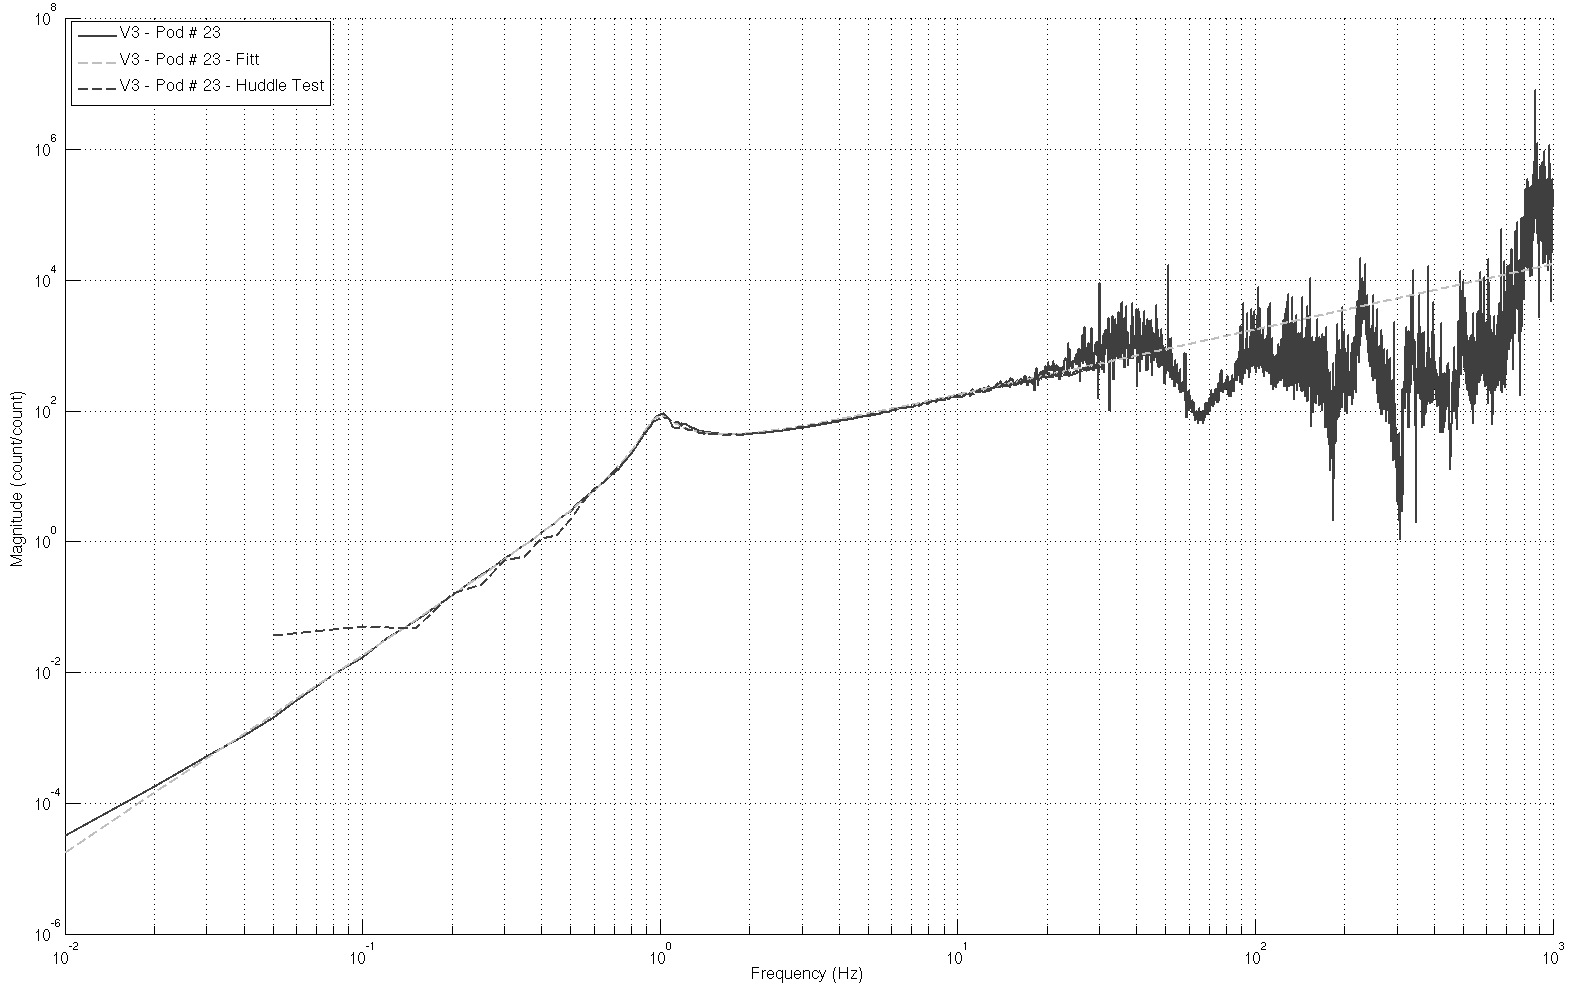 V3 - Pod # 23
V3 - Pod # 23 - Fitt
V3 - Pod # 23 - Huddle Test
10^8
10^6
10^4
10^2
10^0
10^-2
10^-4
10^-6
Magnitude (count/count)
10^-2
10^-1
10^0
10^1
10^2
10^3
Frequency (Hz)